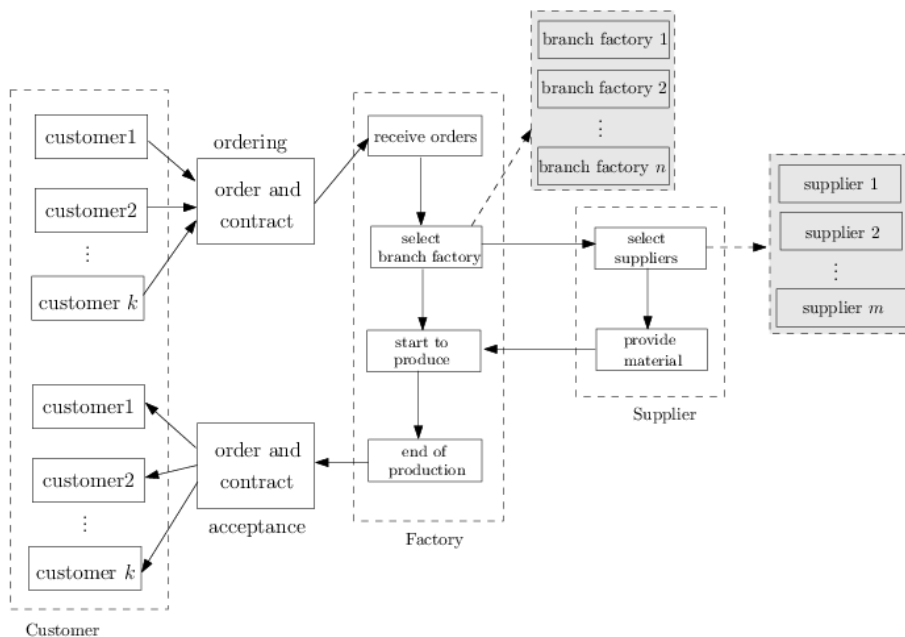 branch factory 1
branch factory 2
⋮
branch factory n
customer1
customer2
⋮
customer k
ordering
order and
contract
receive orders
select
branch factory
start to
produce
end of
production
Factory
select
suppliers
provide
material
Supplier
supplier 1
supplier 2
⋮
supplier m
customer1
customer2
⋮
customer k
order and
contract
acceptance
Customer